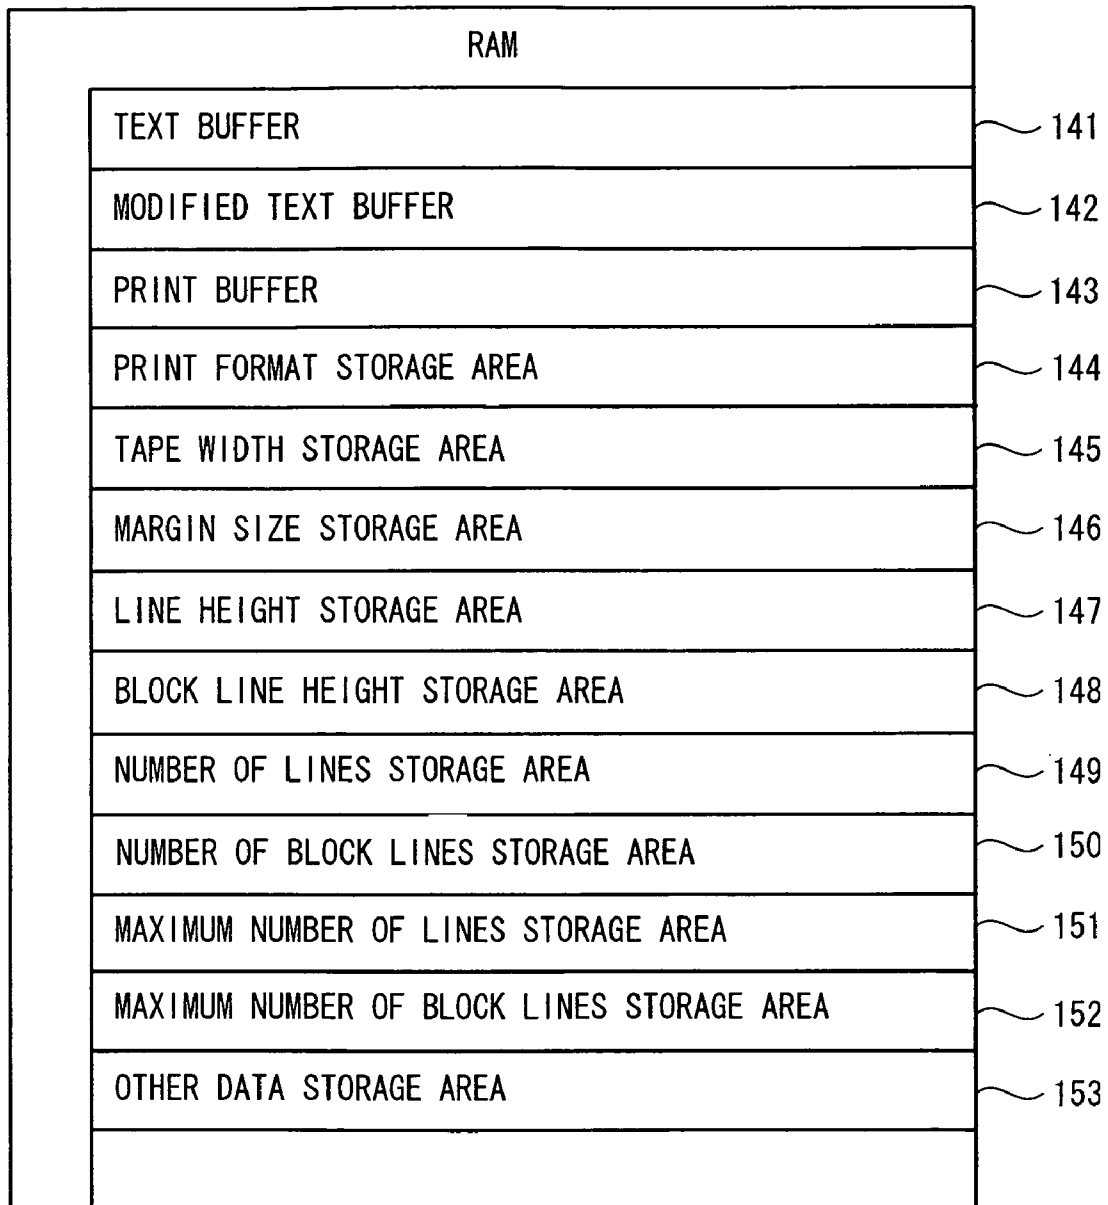 RAM
TEXT BUFFER 141
MODIFIED TEXT BUFFER 142
PRINT BUFFER 143
PRINT FORMAT STORAGE AREA 144
TAPE WIDTH STORAGE AREA 145
MARGIN SIZE STORAGE AREA 146
LINE HEIGHT STORAGE AREA 147
BLOCK LINE HEIGHT STORAGE AREA 148
NUMBER OF LINES STORAGE AREA 149
NUMBER OF BLOCK LINES STORAGE AREA 150
MAXIMUM NUMBER OF LINES STORAGE AREA 151
MAXIMUM NUMBER OF BLOCK LINES STORAGE AREA 152
OTHER DATA STORAGE AREA 153